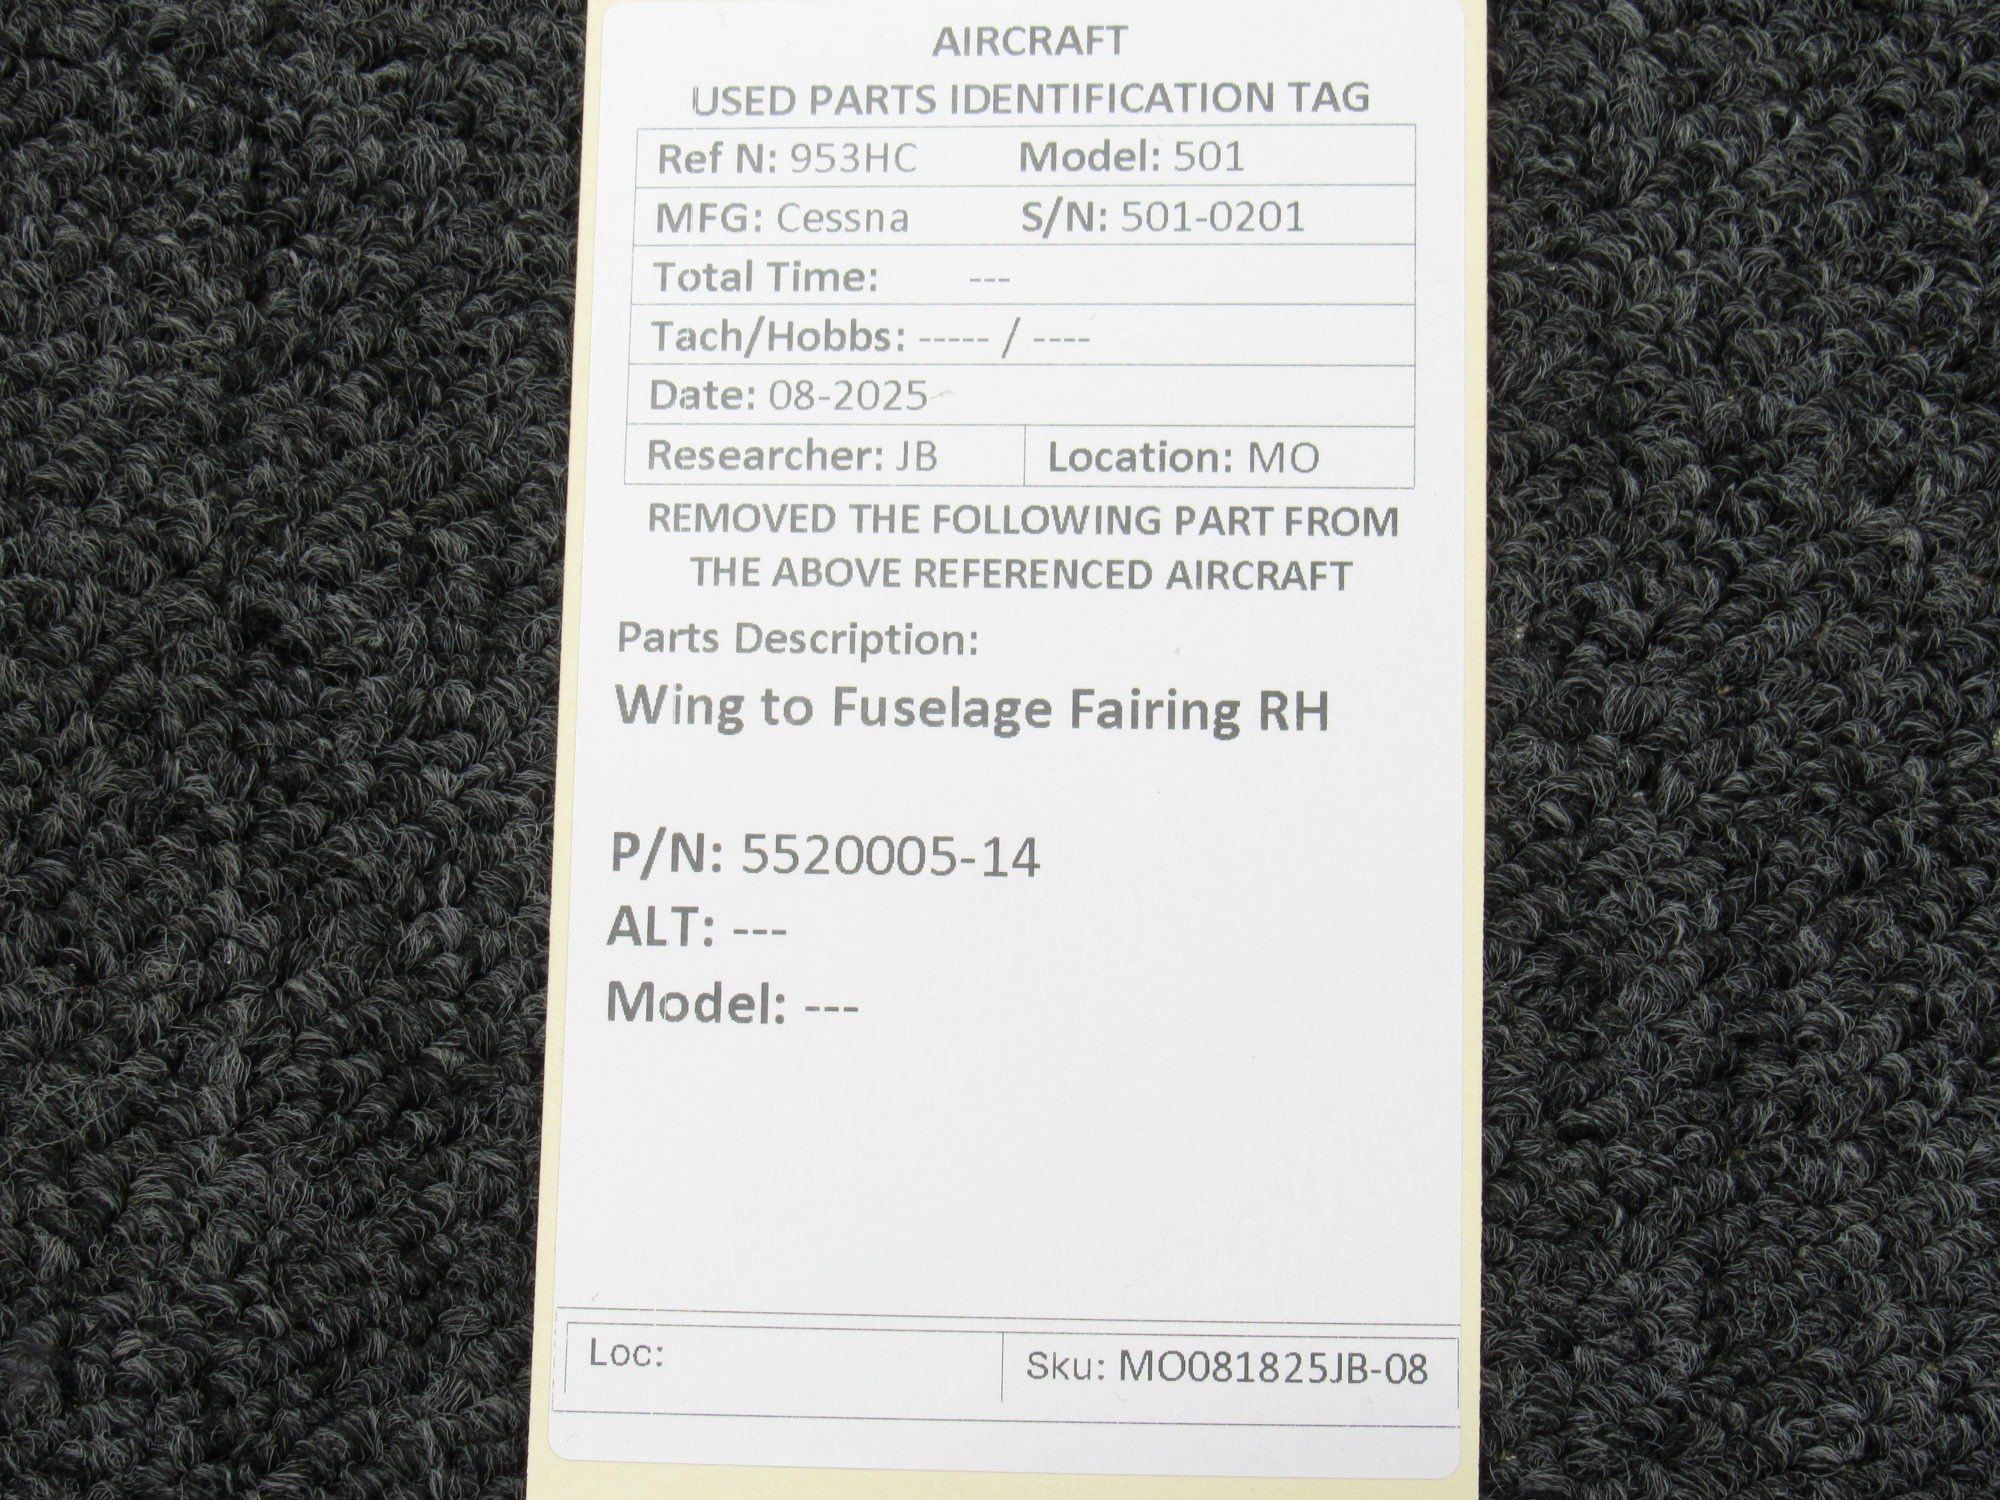 AIRCRAFT
USED PARTS IDENTIFICATION TAG
Ref N: 953HC Model: 501
MFG: Cessna S/N: 501-0201
Total Time: ---
Tach/Hobbs: ----- / ----
Date: 08-2025
Researcher: JB Location: MO
REMOVED THE FOLLOWING PART FROM
THE ABOVE REFERENCED AIRCRAFT
Parts Description:
Wing to Fuselage Fairing RH
P/N: 5520005-14
ALT: ---
Model: ---
Loc: Sku: MO081825JB-08